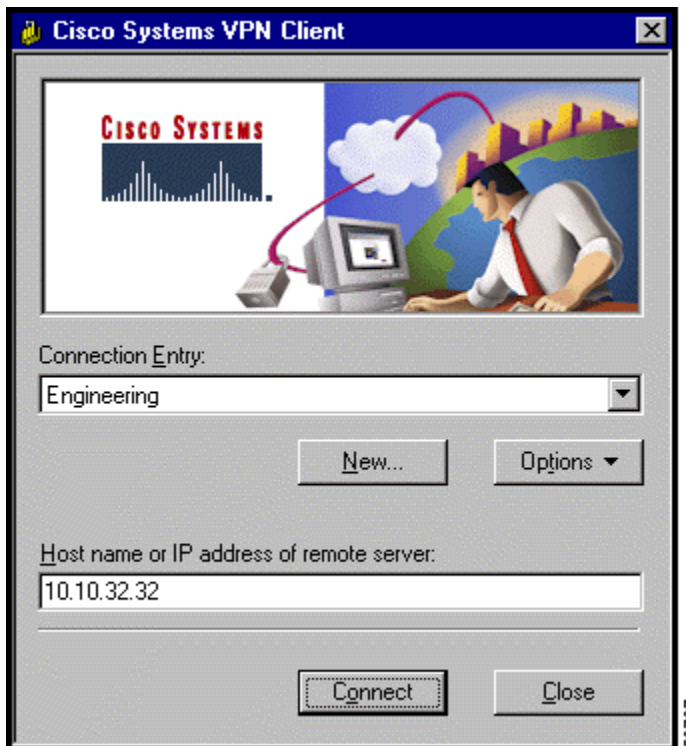 Cisco Systems VPN Client
CISCO SYSTEMS
Connection Entry:
Engineering
New...
Options
Host name or IP address of remote server:
10.10.32.32
Connect
Close